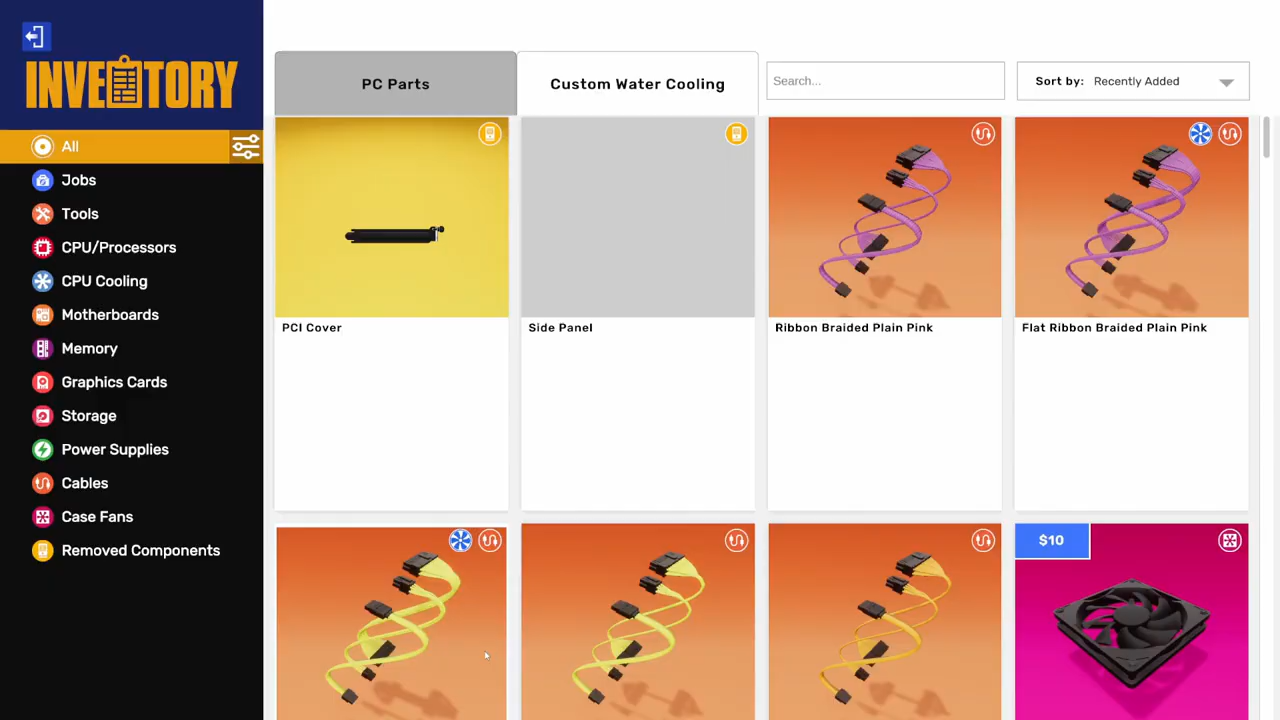 INVENTORY
PC Parts
Custom Water Cooling
Search...
Sort by: Recently Added
All
Jobs
Tools
CPU/Processors
CPU Cooling
Motherboards
Memory
Graphics Cards
Storage
Power Supplies
Cables
Case Fans
Removed Components
PCI Cover
Side Panel
Ribbon Braided Plain Pink
Flat Ribbon Braided Plain Pink
$10